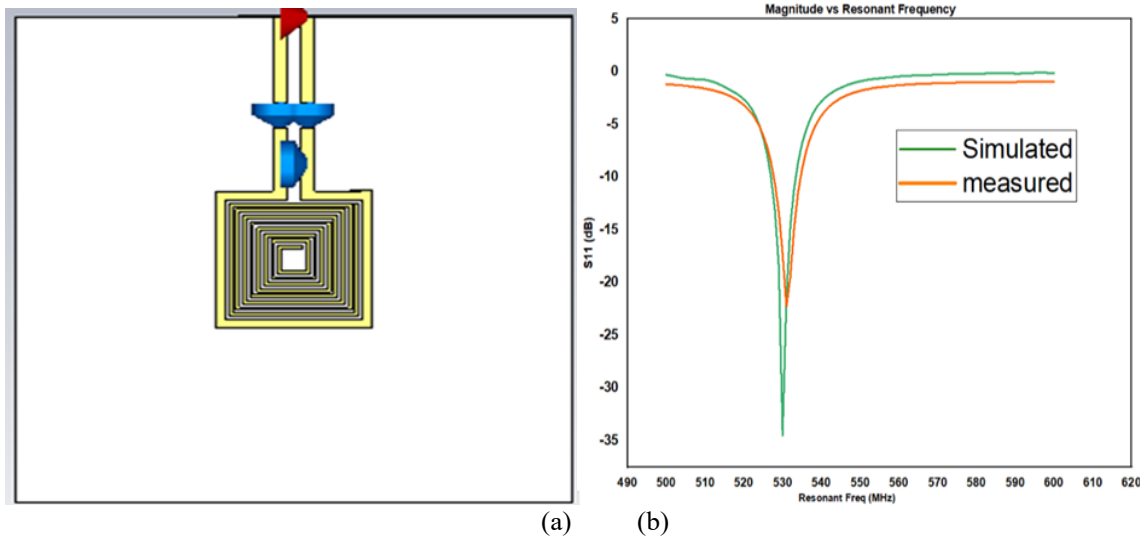 Magnitude vs Resonant Frequency
5
0
-5
-10
-15
-20
-25
-30
-35
S11 (dB)
Simulated
measured
490 500 510 520 530 540 550 560 570 580 590 600 610 620
Resonant Freq (MHz)
(a) (b)